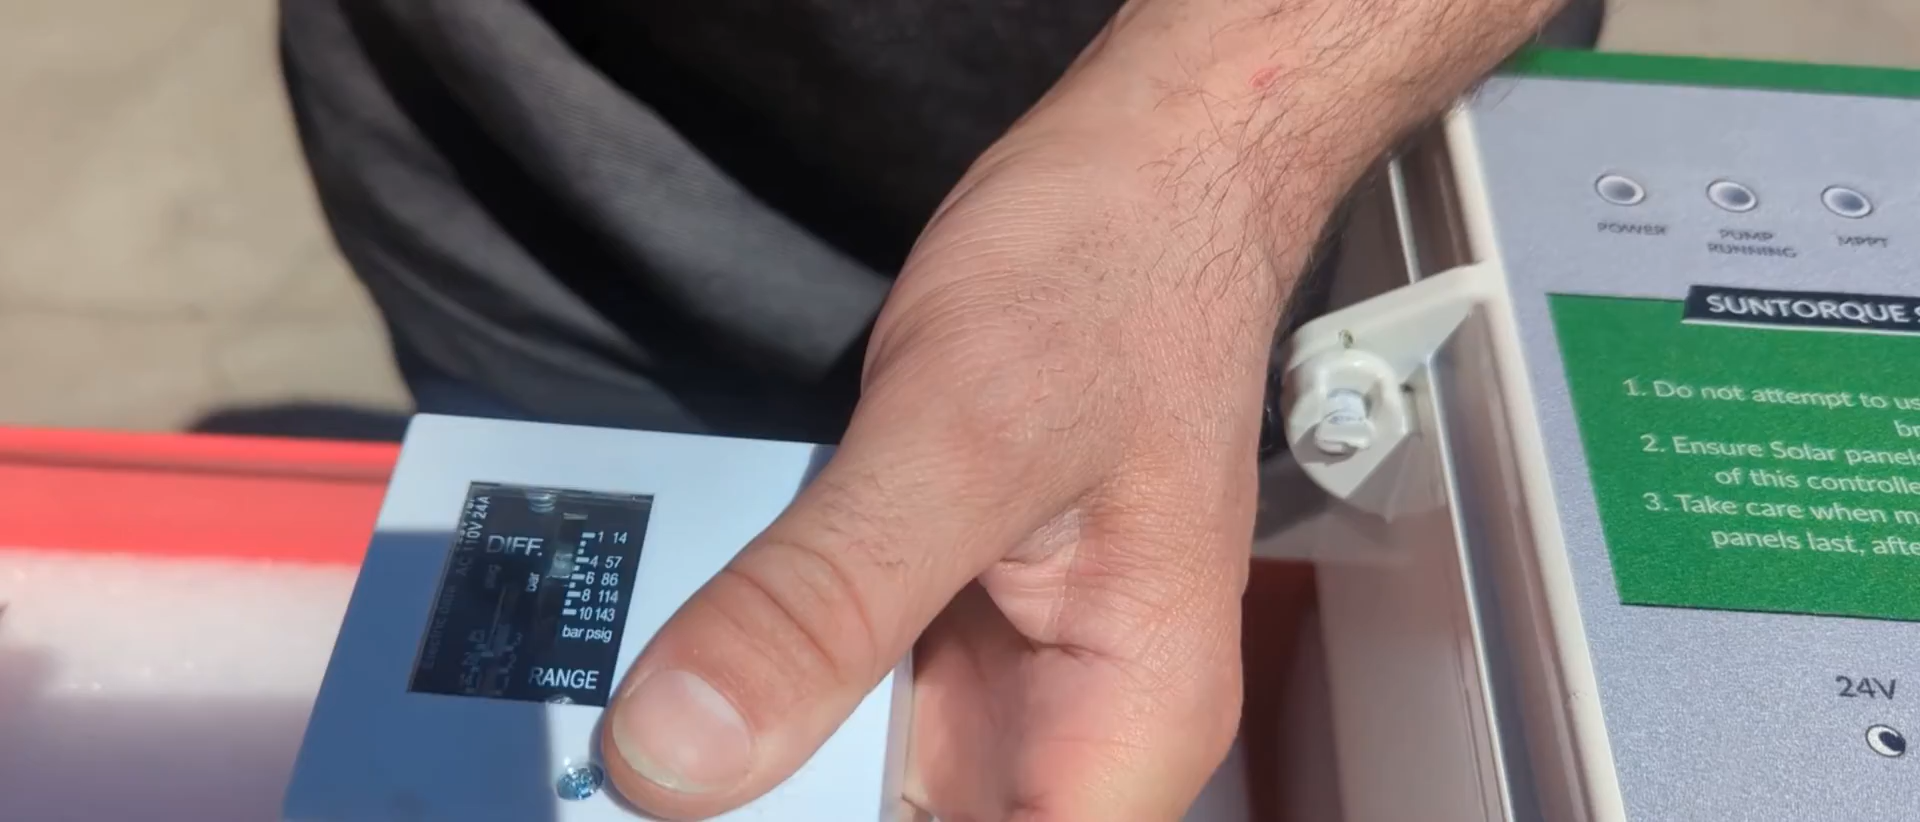 AC 110V 24A
DIFF.
bar
1 14
4 57
6 86
8 114
10 143
bar psig
RANGE
POWER
PUMP
RUNNING
MPPT
SUNTORQUE
1. Do not attempt to
2. Ensure Solar panels
of this controlle
3. Take care when
panels last, afte
24V